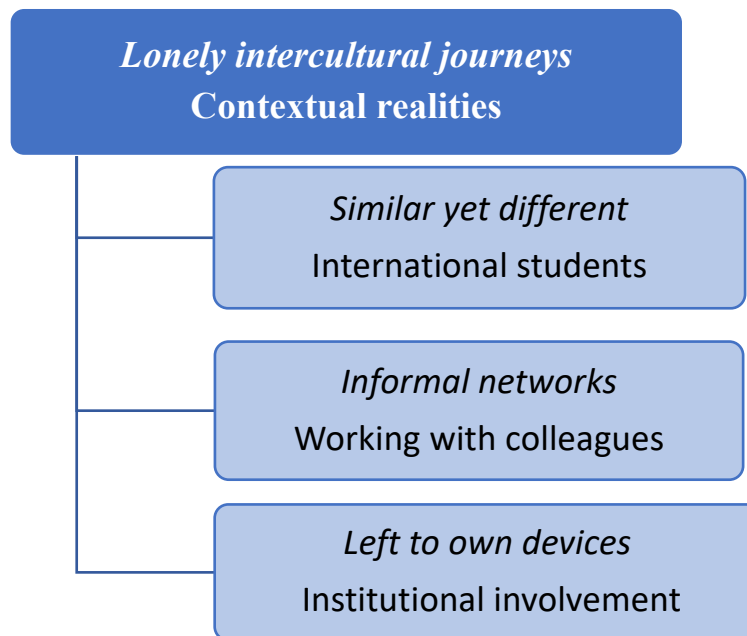 Lonely intercultural journeys
Contextual realities
Similar yet different
International students
Informal networks
Working with colleagues
Left to own devices
Institutional involvement